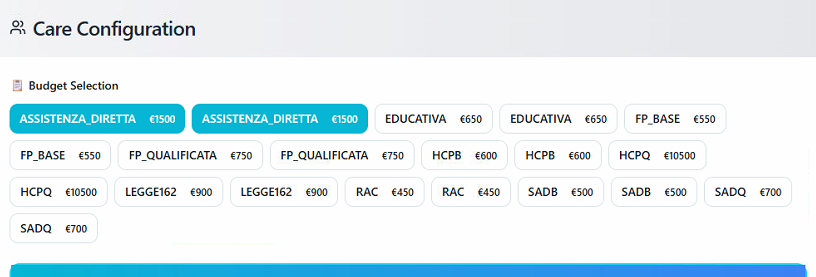 Care Configuration
Budget Selection
ASSISTENZA_DIRETTA €1500 ASSISTENZA_DIRETTA €1500 EDUCATIVA €650 EDUCATIVA €650 FP_BASE €550
FP_BASE €550 FP_QUALIFICATA €750 FP_QUALIFICATA €750 HCPB €600 HCPB €600 HCPQ €10500
HCPQ €10500 LEGGE162 €900 LEGGE162 €900 RAC €450 RAC €450 SADB €500 SADB €500 SADQ €700
SADQ €700